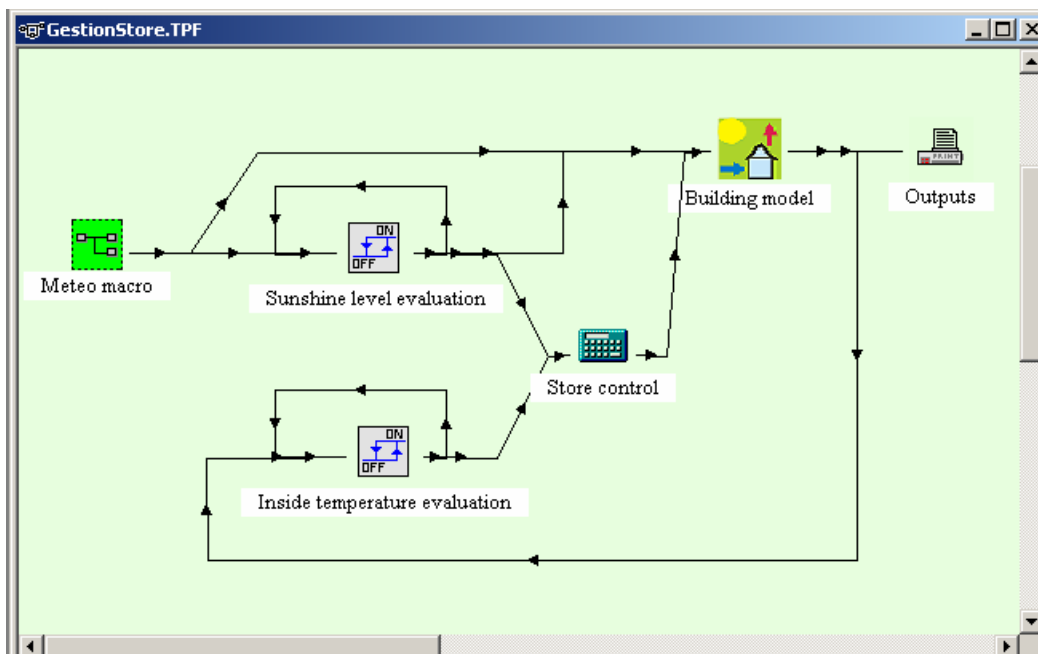 GestionStore.TPF
ON
OFF
PRINT
Building model
Outputs
Meteo macro
Sunshine level evaluation
Store control
ON
OFF
Inside temperature evaluation